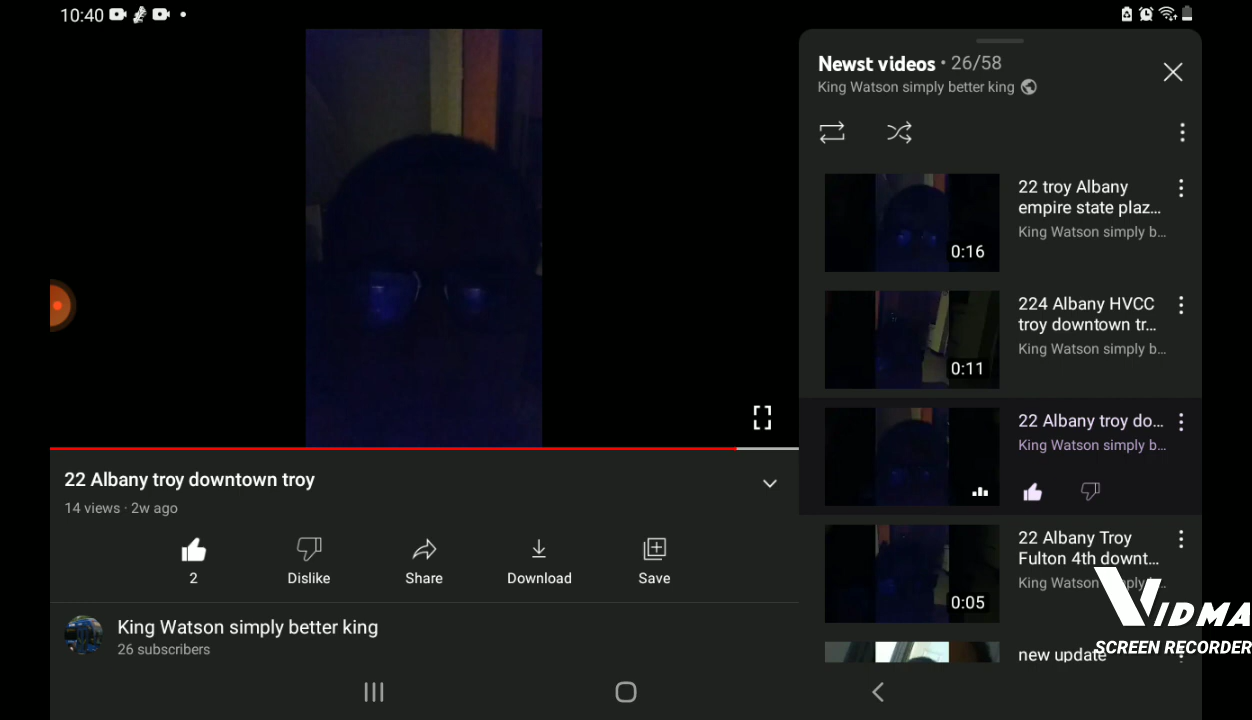 10:40
22 Albany troy downtown troy
14 views · 2w ago
2
Dislike
Share
Download
Save
King Watson simply better king
26 subscribers
Newst videos • 26/58
King Watson simply better king
0:16
22 troy Albany
empire state plaz...
King Watson simply b...
0:11
224 Albany HVCC
troy downtown tr...
King Watson simply b...
22 Albany troy do...
King Watson simply b...
0:05
22 Albany Troy
Fulton 4th downt...
King Watson
new update
VIDMA
SCREEN RECORDER